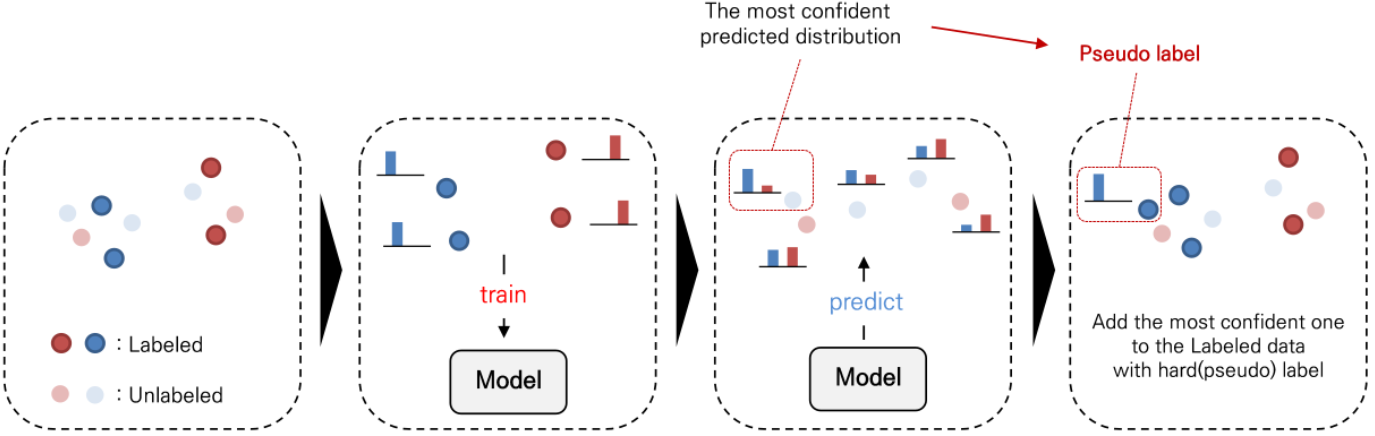 The most confident
predicted distribution
Pseudo label
: Labeled
: Unlabeled
train
Model
predict
Model
Add the most confident one
to the Labeled data
with hard(pseudo) label